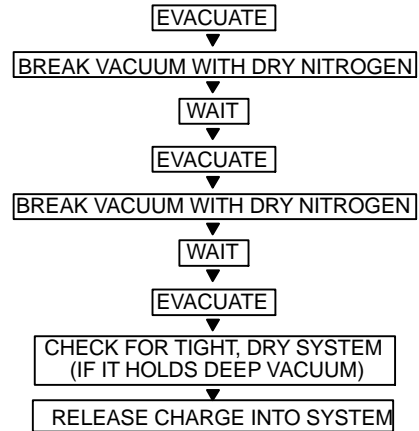 EVACUATE
BREAK VACUUM WITH DRY NITROGEN
WAIT
EVACUATE
BREAK VACUUM WITH DRY NITROGEN
WAIT
EVACUATE
CHECK FOR TIGHT, DRY SYSTEM
(IF IT HOLDS DEEP VACUUM)
RELEASE CHARGE INTO SYSTEM